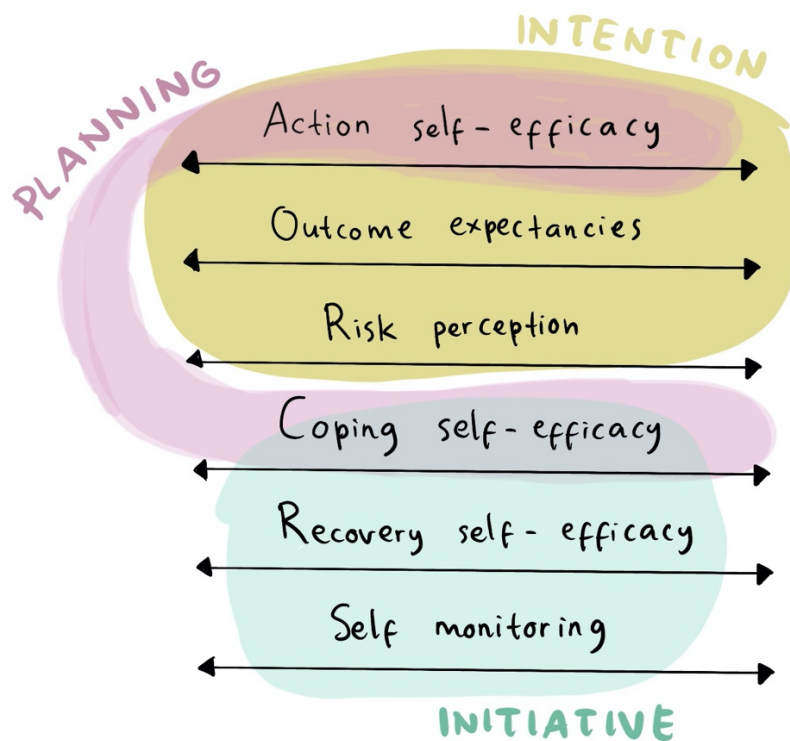 INTENTION
PLANNING
Action self-efficacy
Outcome expectancies
Risk perception
Coping self-efficacy
Recovery self-efficacy
Self monitoring
INITIATIVE